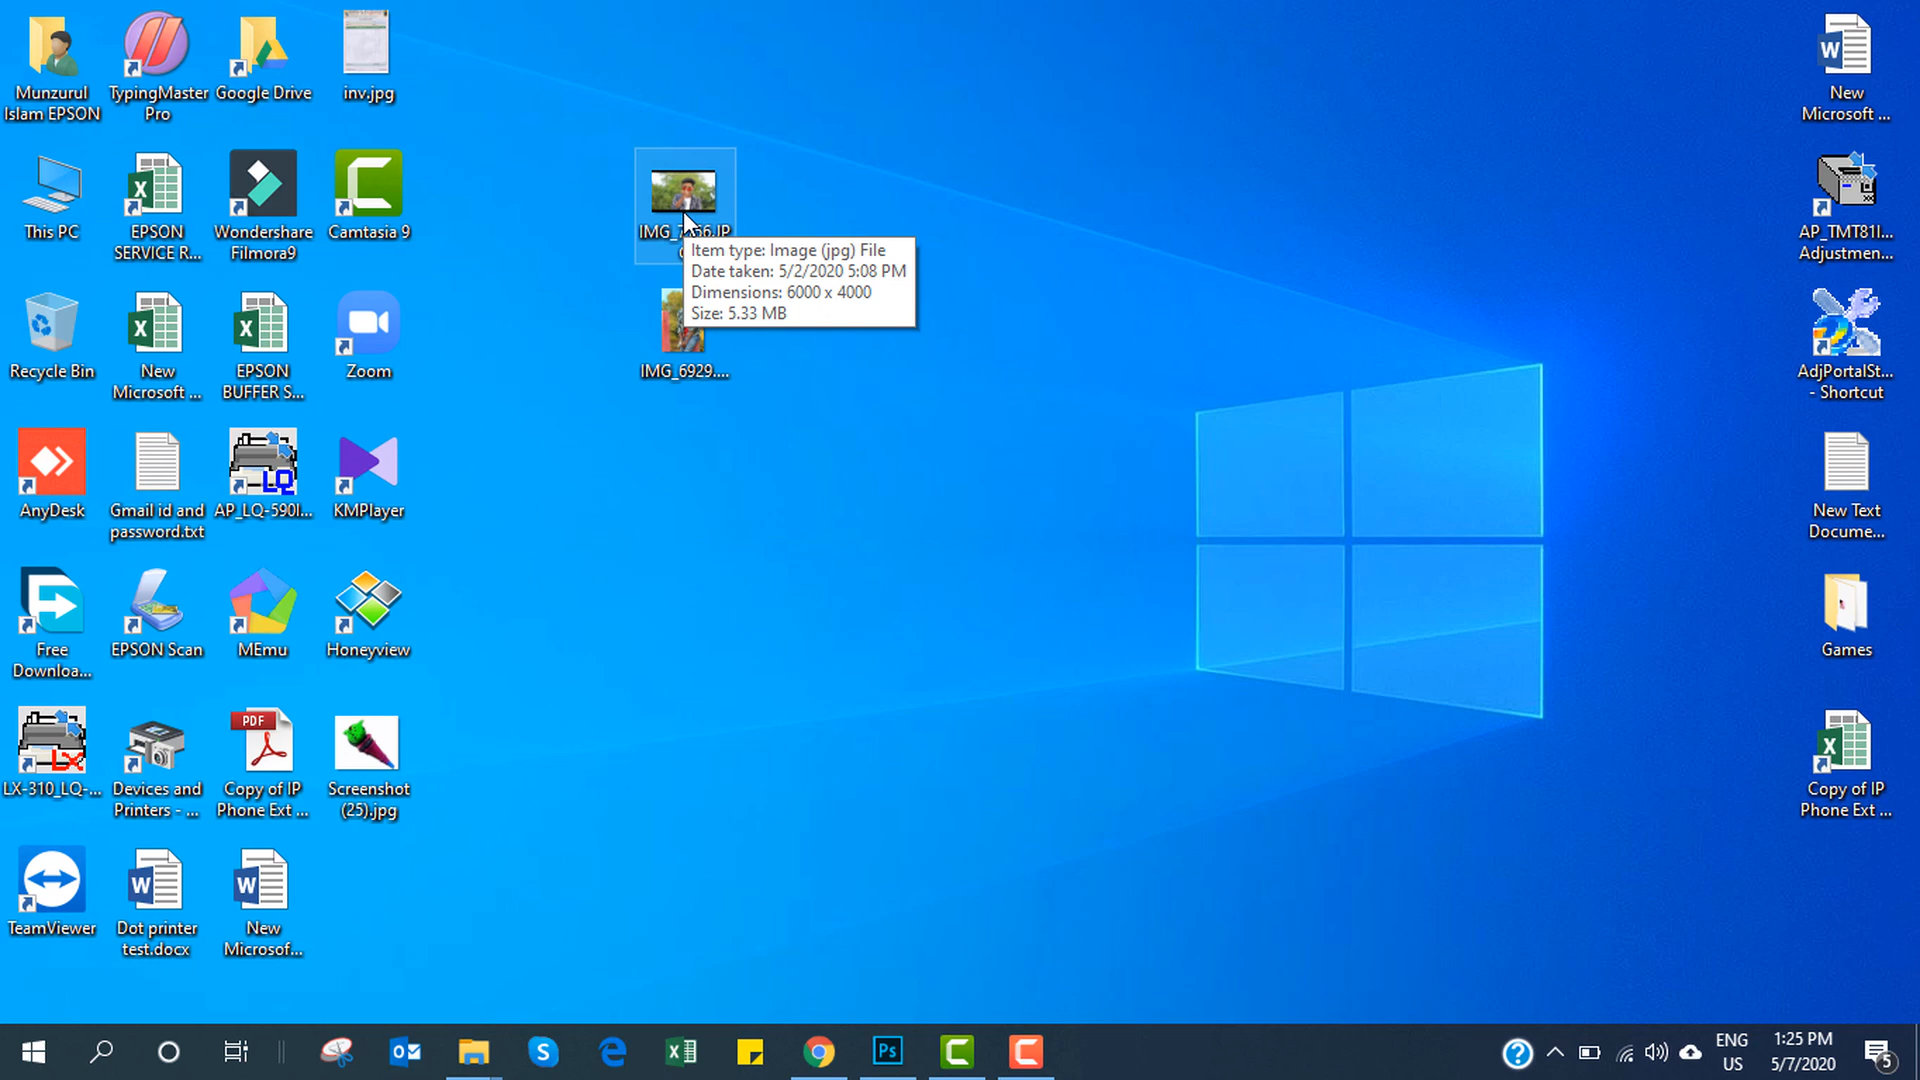 Munzurul
Islam EPSON
TypingMaster
Pro
Google Drive
inv.jpg
This PC
EPSON
SERVICE R...
Wondershare
Filmora9
Camtasia 9
Recycle Bin
New
Microsoft ...
EPSON
BUFFER S...
Zoom
AnyDesk
Gmail id and
password.txt
LQ
AP_LQ-590I...
KMPlayer
Free
Downloa...
EPSON Scan
MEmu
Honeyview
LX
LX-310_LQ-...
Devices and
Printers - ...
PDF
Copy of IP
Phone Ext ...
Screenshot
(25).jpg
TeamViewer
Dot printer
test.docx
New
Microsof...
Item type: Image (jpg) File
Date taken: 5/2/2020 5:08 PM
Dimensions: 6000 x 4000
Size: 5.33 MB
IMG_6929....
New
Microsoft ...
AP_TMT81I...
Adjustmen...
AdjPortalSt...
- Shortcut
New Text
Docume...
Games
Copy of IP
Phone Ext ...
Ps
ENG
US
1:25 PM
5/7/2020
5